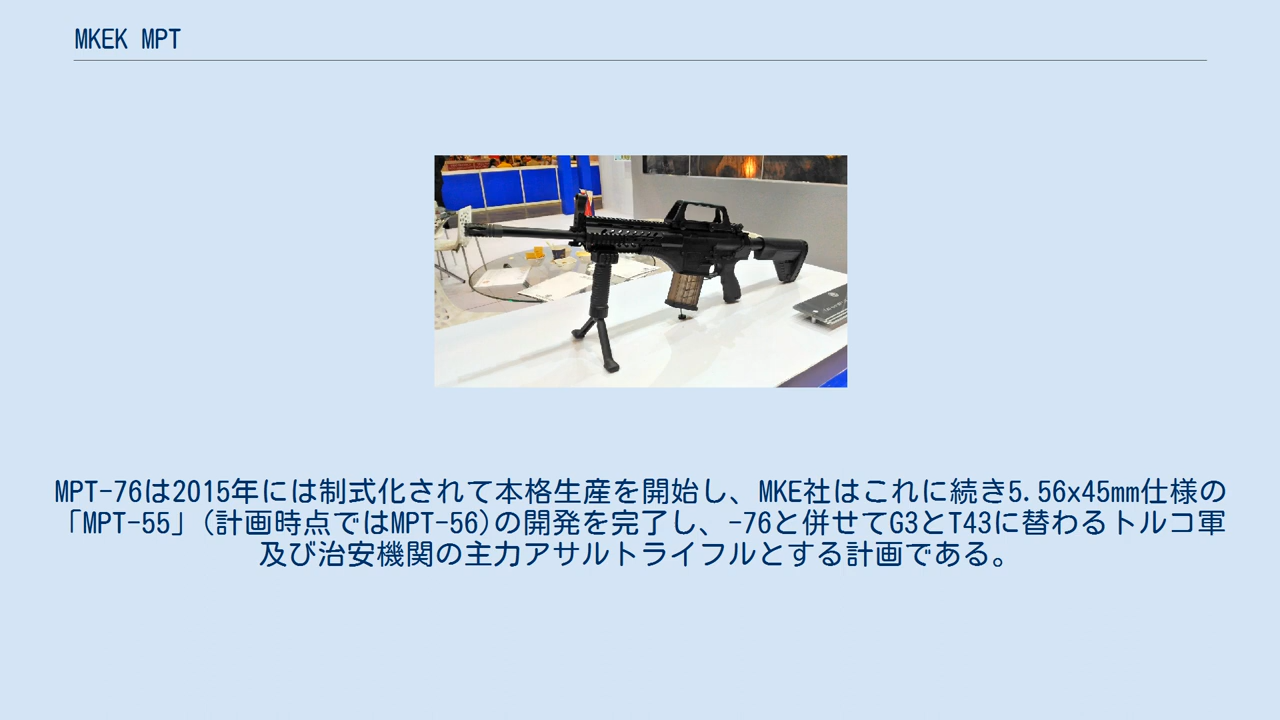 MKEK MPT
MPT-76は2015年には制式化されて本格生産を開始し、MKE社はこれに続き5.56x45mm仕様の
「MPT-55」(計画時点ではMPT-56)の開発を完了し、-76と併せてG3とT43に替わるトルコ軍
及び治安機関の主力アサルトライフルとする計画である。